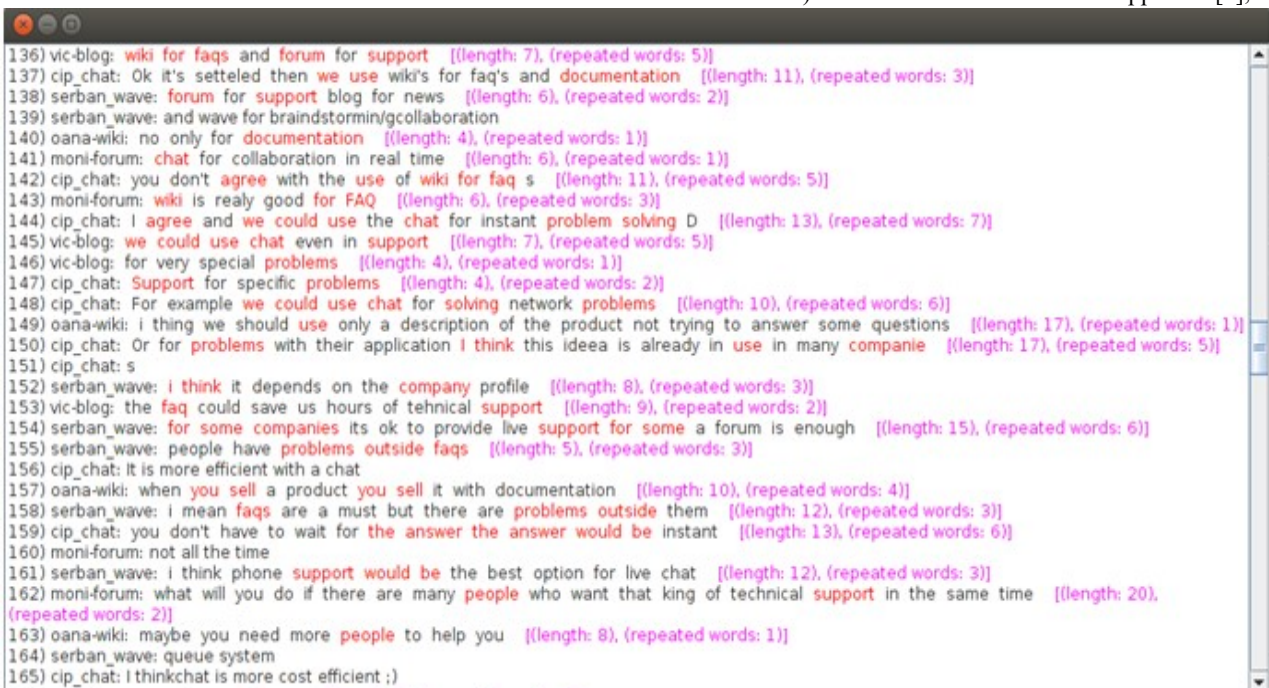 136) vic-blog: wiki for faqs and forum for support [(length: 7), (repeated words: 5)]
137) cip_chat: Ok it's setteled then we use wiki's for faq's and documentation [(length: 11), (repeated words: 3)]
138) serban_wave: forum for support blog for news [(length: 6), (repeated words: 2)]
139) serban_wave: and wave for braindstormin/gcollaboration
140) oana-wiki: no only for documentation [(length: 4), (repeated words: 1)]
141) moni-forum: chat for collaboration in real time [(length: 6), (repeated words: 1)]
142) cip_chat: you don't agree with the use of wiki for faq s [(length: 11), (repeated words: 5)]
143) moni-forum: wiki is realy good for FAQ [(length: 6), (repeated words: 3)]
144) cip_chat: I agree and we could use the chat for instant problem solving D [(length: 13), (repeated words: 7)]
145) vic-blog: we could use chat even in support [(length: 7), (repeated words: 5)]
146) vic-blog: for very special problems [(length: 4), (repeated words: 1)]
147) cip_chat: Support for specific problems [(length: 4), (repeated words: 2)]
148) cip_chat: For example we could use chat for solving network problems [(length: 10), (repeated words: 6)]
149) oana-wiki: i thing we should use only a description of the product not trying to answer some questions [(length: 17), (repeated words: 1)]
150) cip_chat: Or for problems with their application I think this ideea is already in use in many companie [(length: 17), (repeated words: 5)]
151) cip_chat: s
152) serban_wave: i think it depends on the company profile [(length: 8), (repeated words: 3)]
153) vic-blog: the faq could save us hours of tehnical support [(length: 9), (repeated words: 2)]
154) serban_wave: for some companies its ok to provide live support for some a forum is enough [(length: 15), (repeated words: 6)]
155) serban_wave: people have problems outside faqs [(length: 5), (repeated words: 3)]
156) cip_chat: It is more efficient with a chat
157) oana-wiki: when you sell a product you sell it with documentation [(length: 10), (repeated words: 4)]
158) serban_wave: i mean faqs are a must but there are problems outside them [(length: 12), (repeated words: 3)]
159) cip_chat: you don't have to wait for the answer the answer would be instant [(length: 13), (repeated words: 6)]
160) moni-forum: not all the time
161) serban_wave: i think phone support would be the best option for live chat [(length: 12), (repeated words: 3)]
162) moni-forum: what will you do if there are many people who want that king of technical support in the same time [(length: 20),
(repeated words: 2)]
163) oana-wiki: maybe you need more people to help you [(length: 8), (repeated words: 1)]
164) serban_wave: queue system
165) cip_chat: I thinkchat is more cost efficient ;)